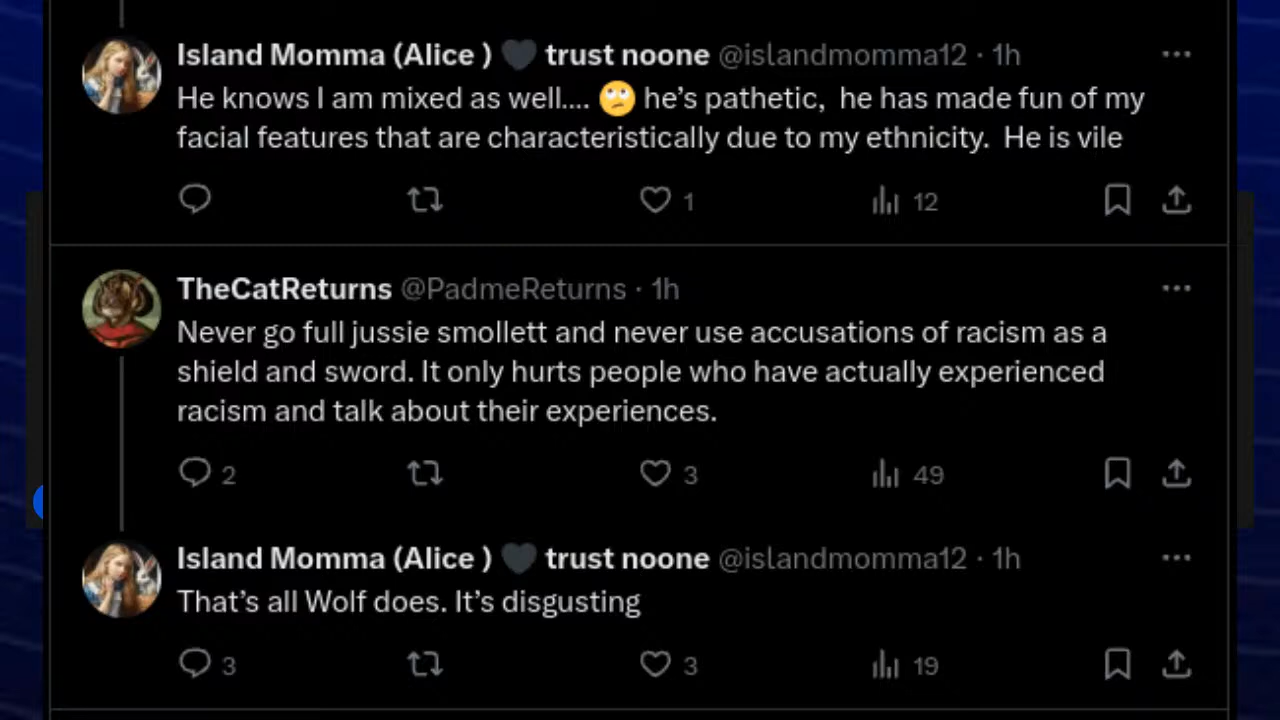 Island Momma (Alice ) 🖤 trust noone @islandmomma12 · 1h
He knows I am mixed as well.... 🙄 he’s pathetic,  he has made fun of my
facial features that are characteristically due to my ethnicity.  He is vile
1 12
TheCatReturns @PadmeReturns · 1h
Never go full jussie smollett and never use accusations of racism as a
shield and sword. It only hurts people who have actually experienced
racism and talk about their experiences.
2 3 49
Island Momma (Alice ) 🖤 trust noone @islandmomma12 · 1h
That’s all Wolf does. It’s disgusting
3 3 19